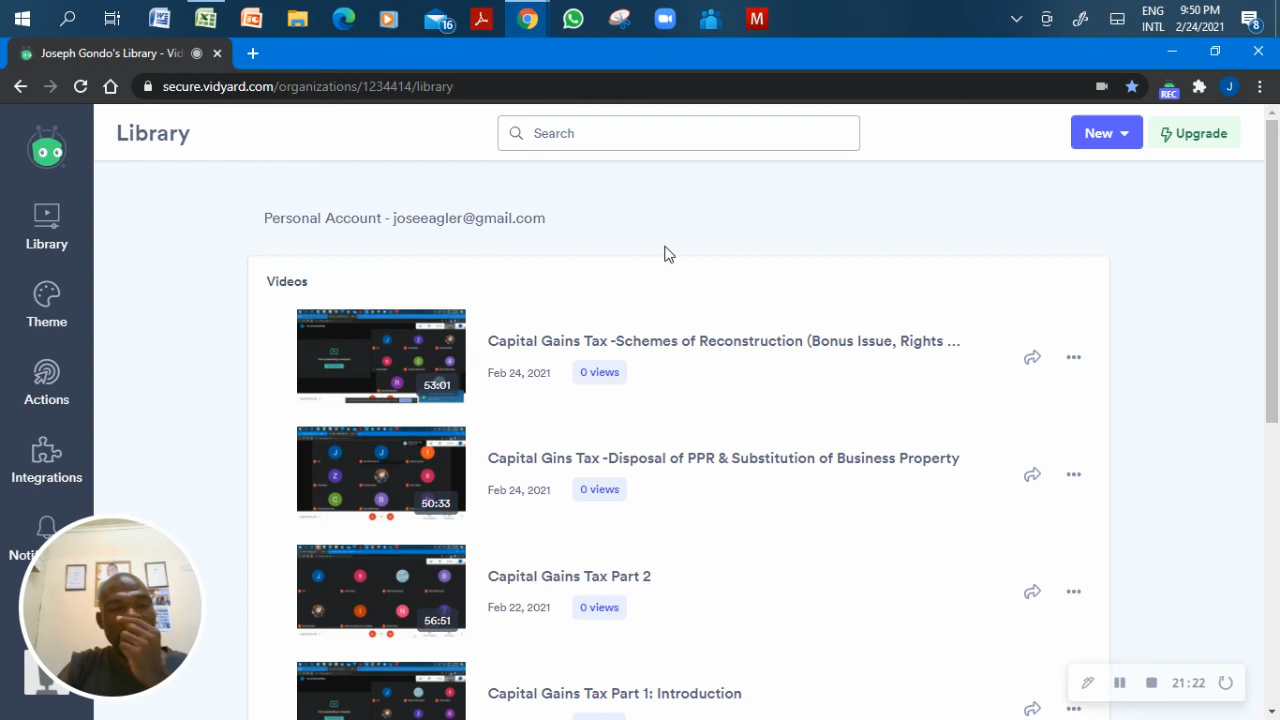 16
ENG
INTL
9:50 PM
2/24/2021
8
Joseph Gondo's Library - Vid
secure.vidyard.com/organizations/1234414/library
REC
J
Library
Search
New
Upgrade
Library
Theme
Actions
Integrations
Personal Account - joseeagler@gmail.com
Videos
53:01
Capital Gains Tax -Schemes of Reconstruction (Bonus Issue, Rights ...
Feb 24, 2021
0 views
50:33
Capital Gins Tax -Disposal of PPR & Substitution of Business Property
Feb 24, 2021
0 views
56:51
Capital Gains Tax Part 2
Feb 22, 2021
0 views
Capital Gains Tax Part 1: Introduction
21:22